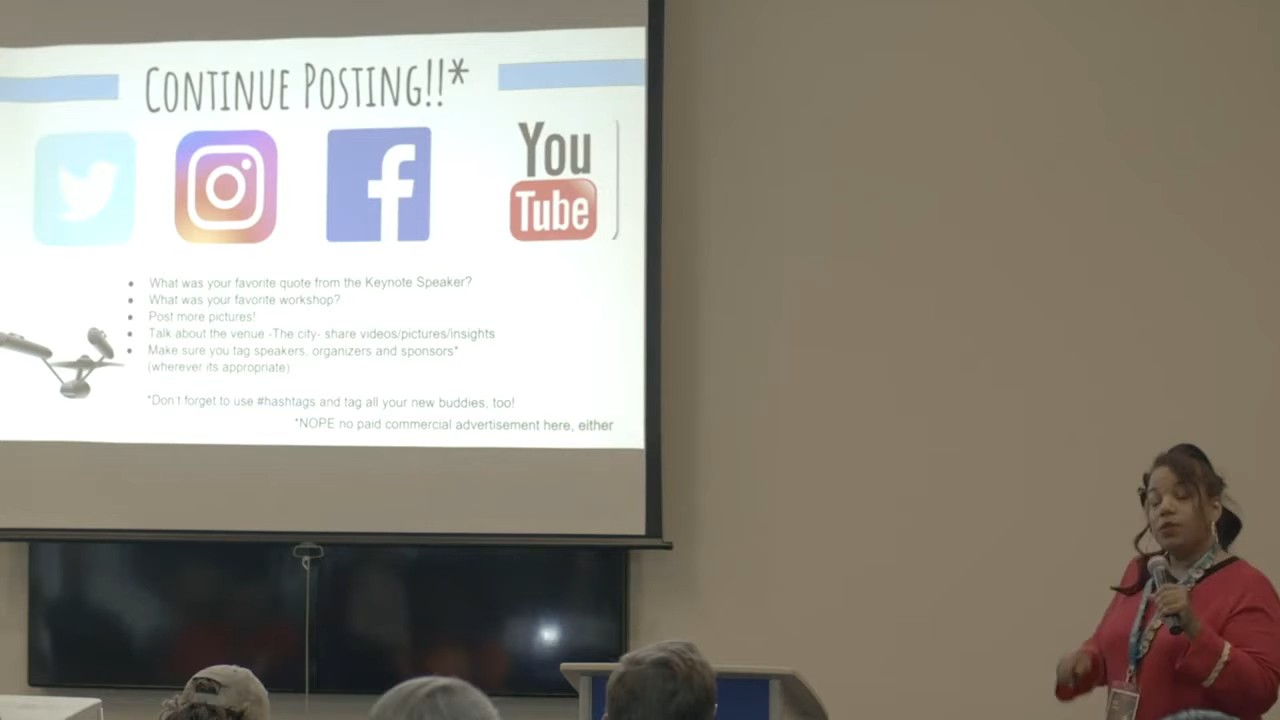 CONTINUE POSTING!!*
You
Tube
What was your favorite quote from the Keynote Speaker?
What was your favorite workshop?
Post more pictures!
Talk about the venue -The city- share videos/pictures/insights
Make sure you tag speakers, organizers and sponsors*
(wherever its appropriate)
*Don't forget to use #hashtags and tag all your new buddies, too!
*NOPE no paid commercial advertisement here, either